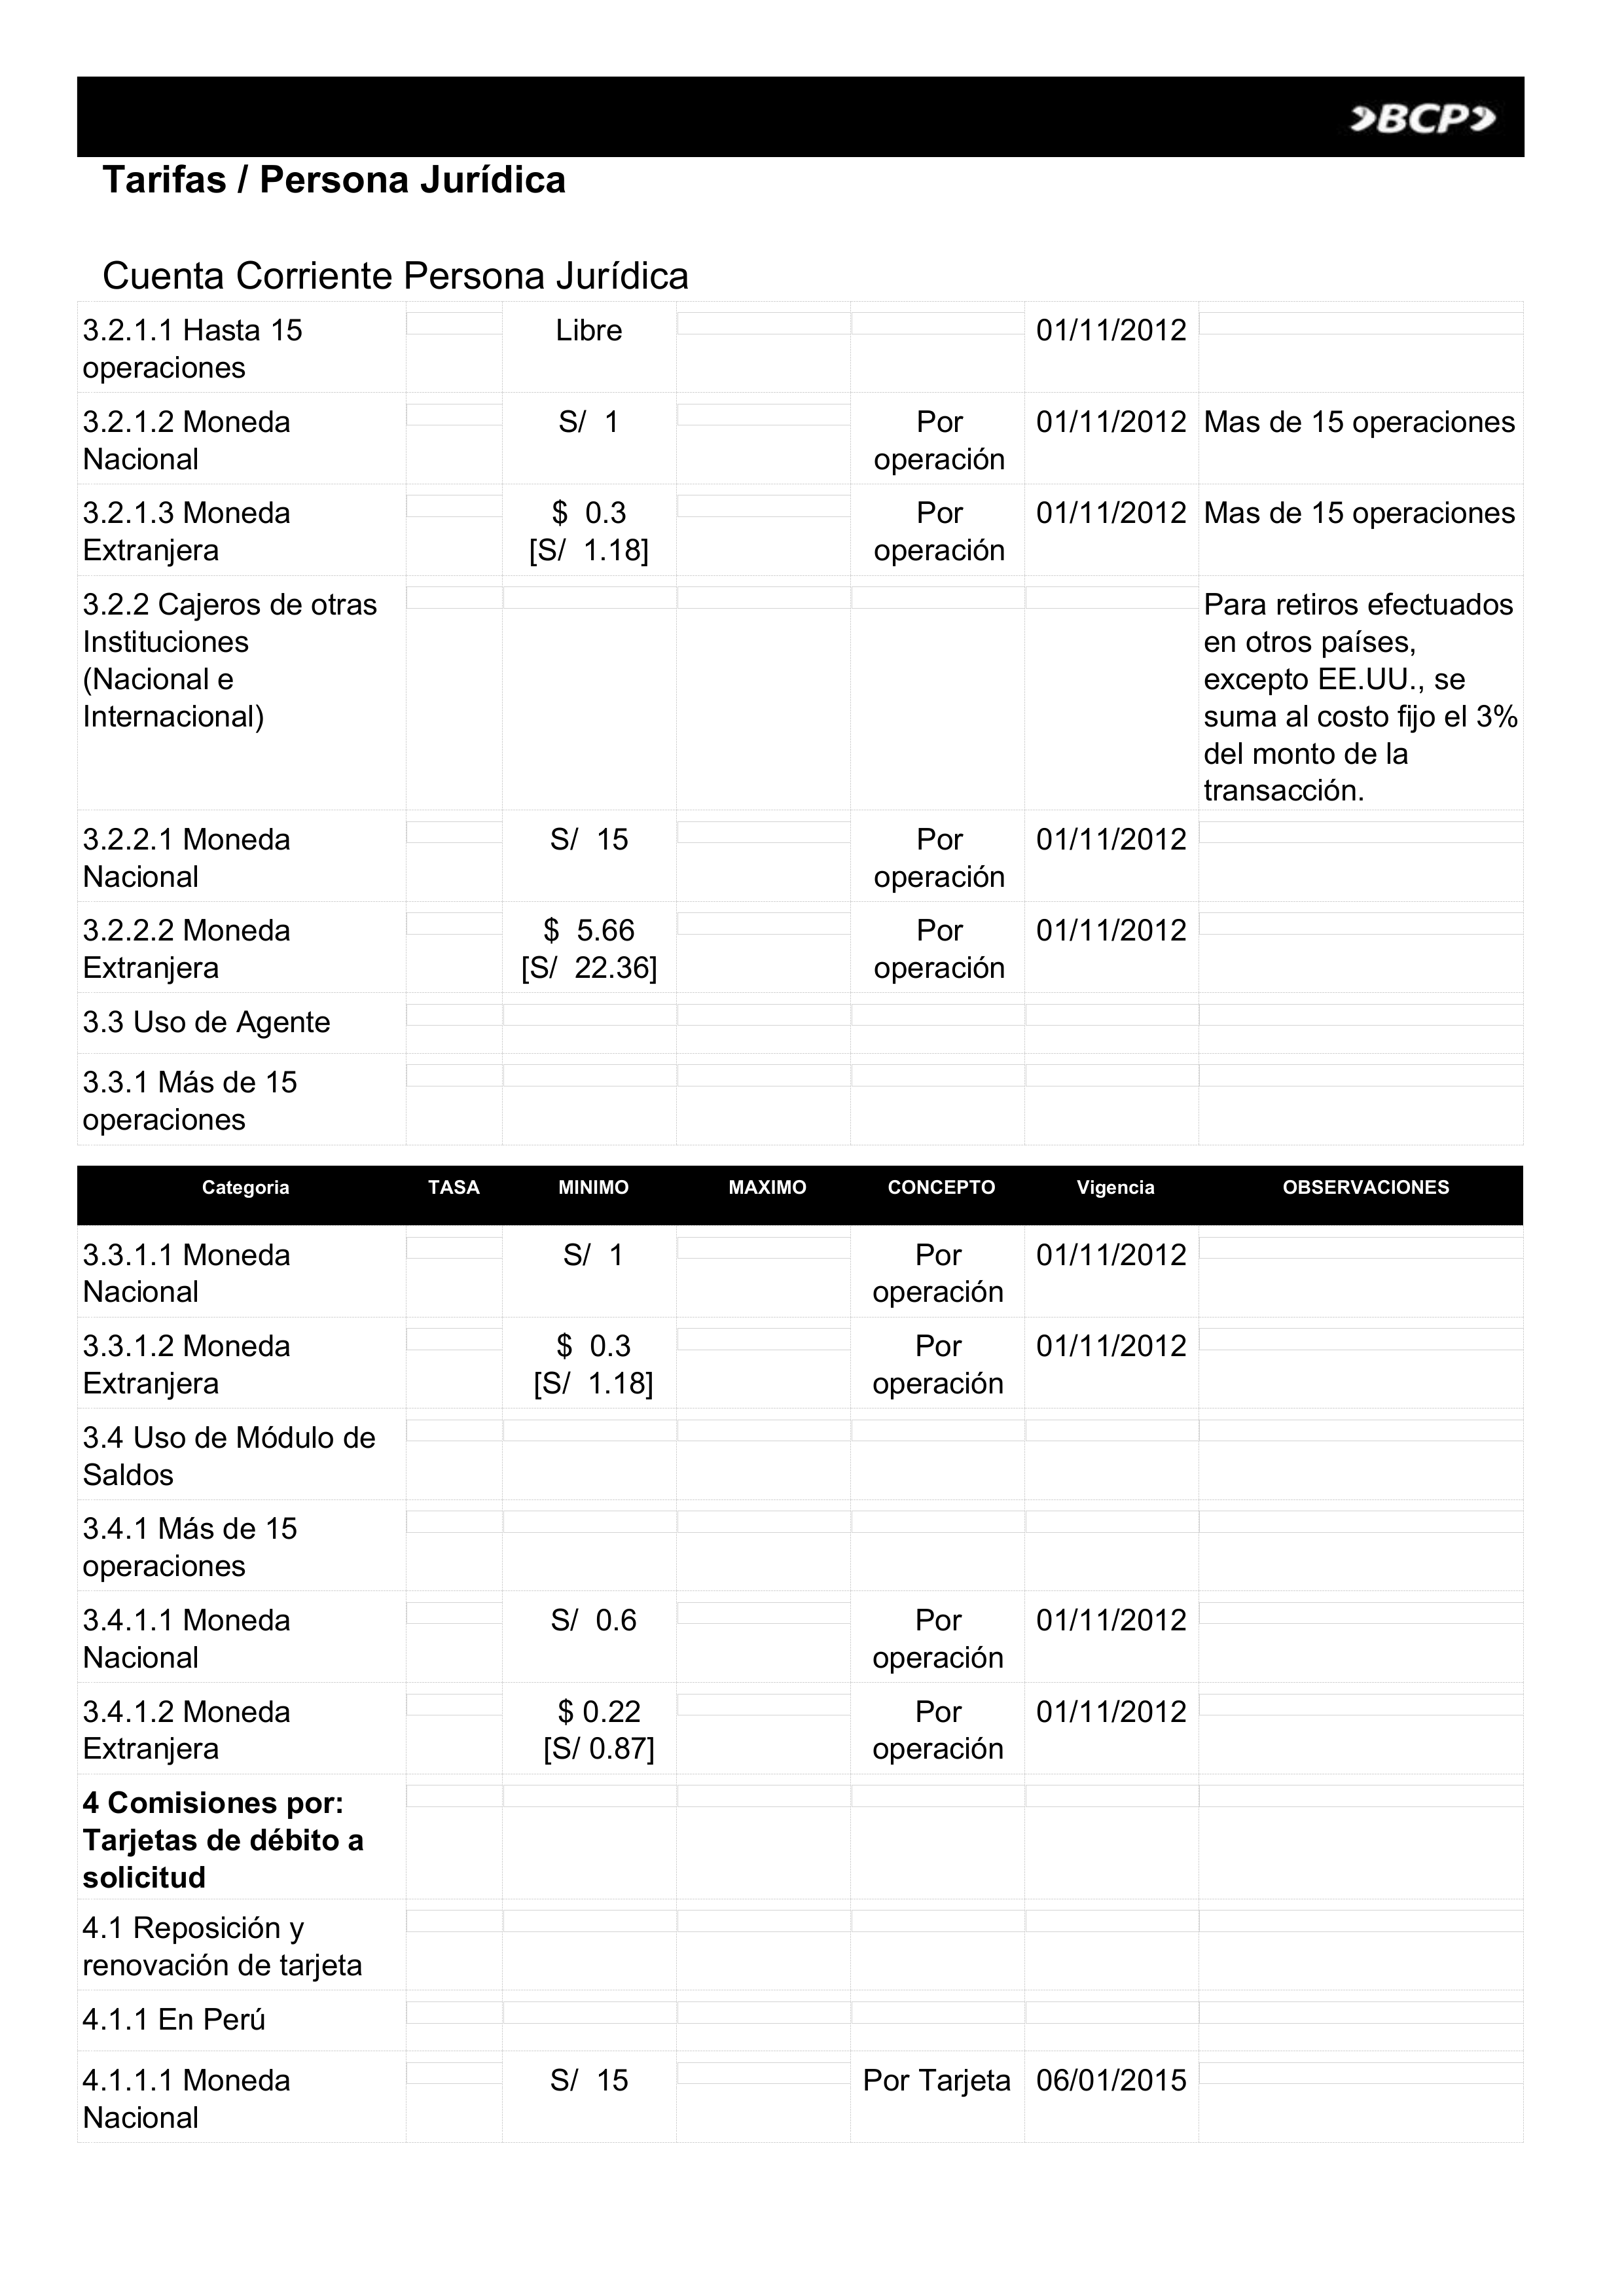 BCP
Tarifas / Persona Jurídica
Cuenta Corriente Persona Jurídica
3.2.1.1 Hasta 15 Libre 01/11/2012
operaciones
3.2.1.2 Moneda S/ 1 Por 01/11/2012 Mas de 15 operaciones
Nacional operación
3.2.1.3 Moneda $ 0.3 Por 01/11/2012 Mas de 15 operaciones
Extranjera [S/ 1.18] operación
3.2.2 Cajeros de otras Para retiros efectuados
Instituciones en otros países,
(Nacional e excepto EE.UU., se
Internacional) suma al costo fijo el 3%
del monto de la
transacción.
3.2.2.1 Moneda S/ 15 Por 01/11/2012
Nacional operación
3.2.2.2 Moneda $ 5.66 Por 01/11/2012
Extranjera [S/ 22.36] operación
3.3 Uso de Agente
3.3.1 Más de 15
operaciones
Categoria TASA MINIMO MAXIMO CONCEPTO Vigencia OBSERVACIONES
3.3.1.1 Moneda S/ 1 Por 01/11/2012
Nacional operación
3.3.1.2 Moneda $ 0.3 Por 01/11/2012
Extranjera [S/ 1.18] operación
3.4 Uso de Módulo de
Saldos
3.4.1 Más de 15
operaciones
3.4.1.1 Moneda S/ 0.6 Por 01/11/2012
Nacional operación
3.4.1.2 Moneda $ 0.22 Por 01/11/2012
Extranjera [S/ 0.87] operación
4 Comisiones por:
Tarjetas de débito a
solicitud
4.1 Reposición y
renovación de tarjeta
4.1.1 En Perú
4.1.1.1 Moneda S/ 15 Por Tarjeta 06/01/2015
Nacional